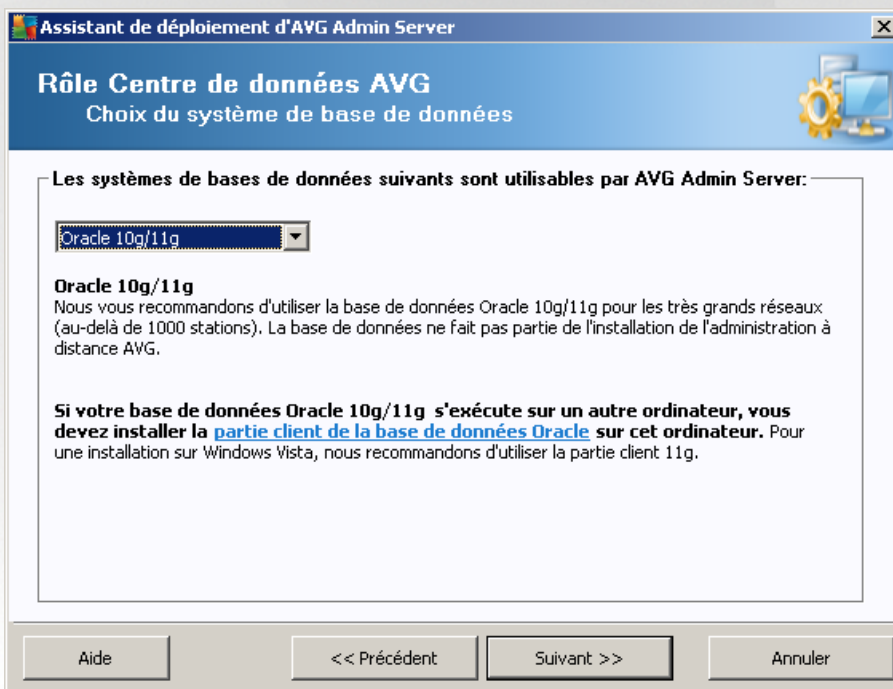 Assistant de déploiement d'AVG Admin Server
Rôle Centre de données AVG
Choix du système de base de données
Les systèmes de bases de données suivants sont utilisables par AVG Admin Server:
Oracle 10g/11g
Oracle 10g/11g
Nous vous recommandons d'utiliser la base de données Oracle 10g/11g pour les très grands réseaux
(au-delà de 1000 stations). La base de données ne fait pas partie de l'installation de l'administration à
distance AVG.
Si votre base de données Oracle 10g/11g s'exécute sur un autre ordinateur, vous
devez installer la partie client de la base de données Oracle sur cet ordinateur. Pour
une installation sur Windows Vista, nous recommandons d'utiliser la partie client 11g.
Aide
<< Précédent
Suivant >>
Annuler